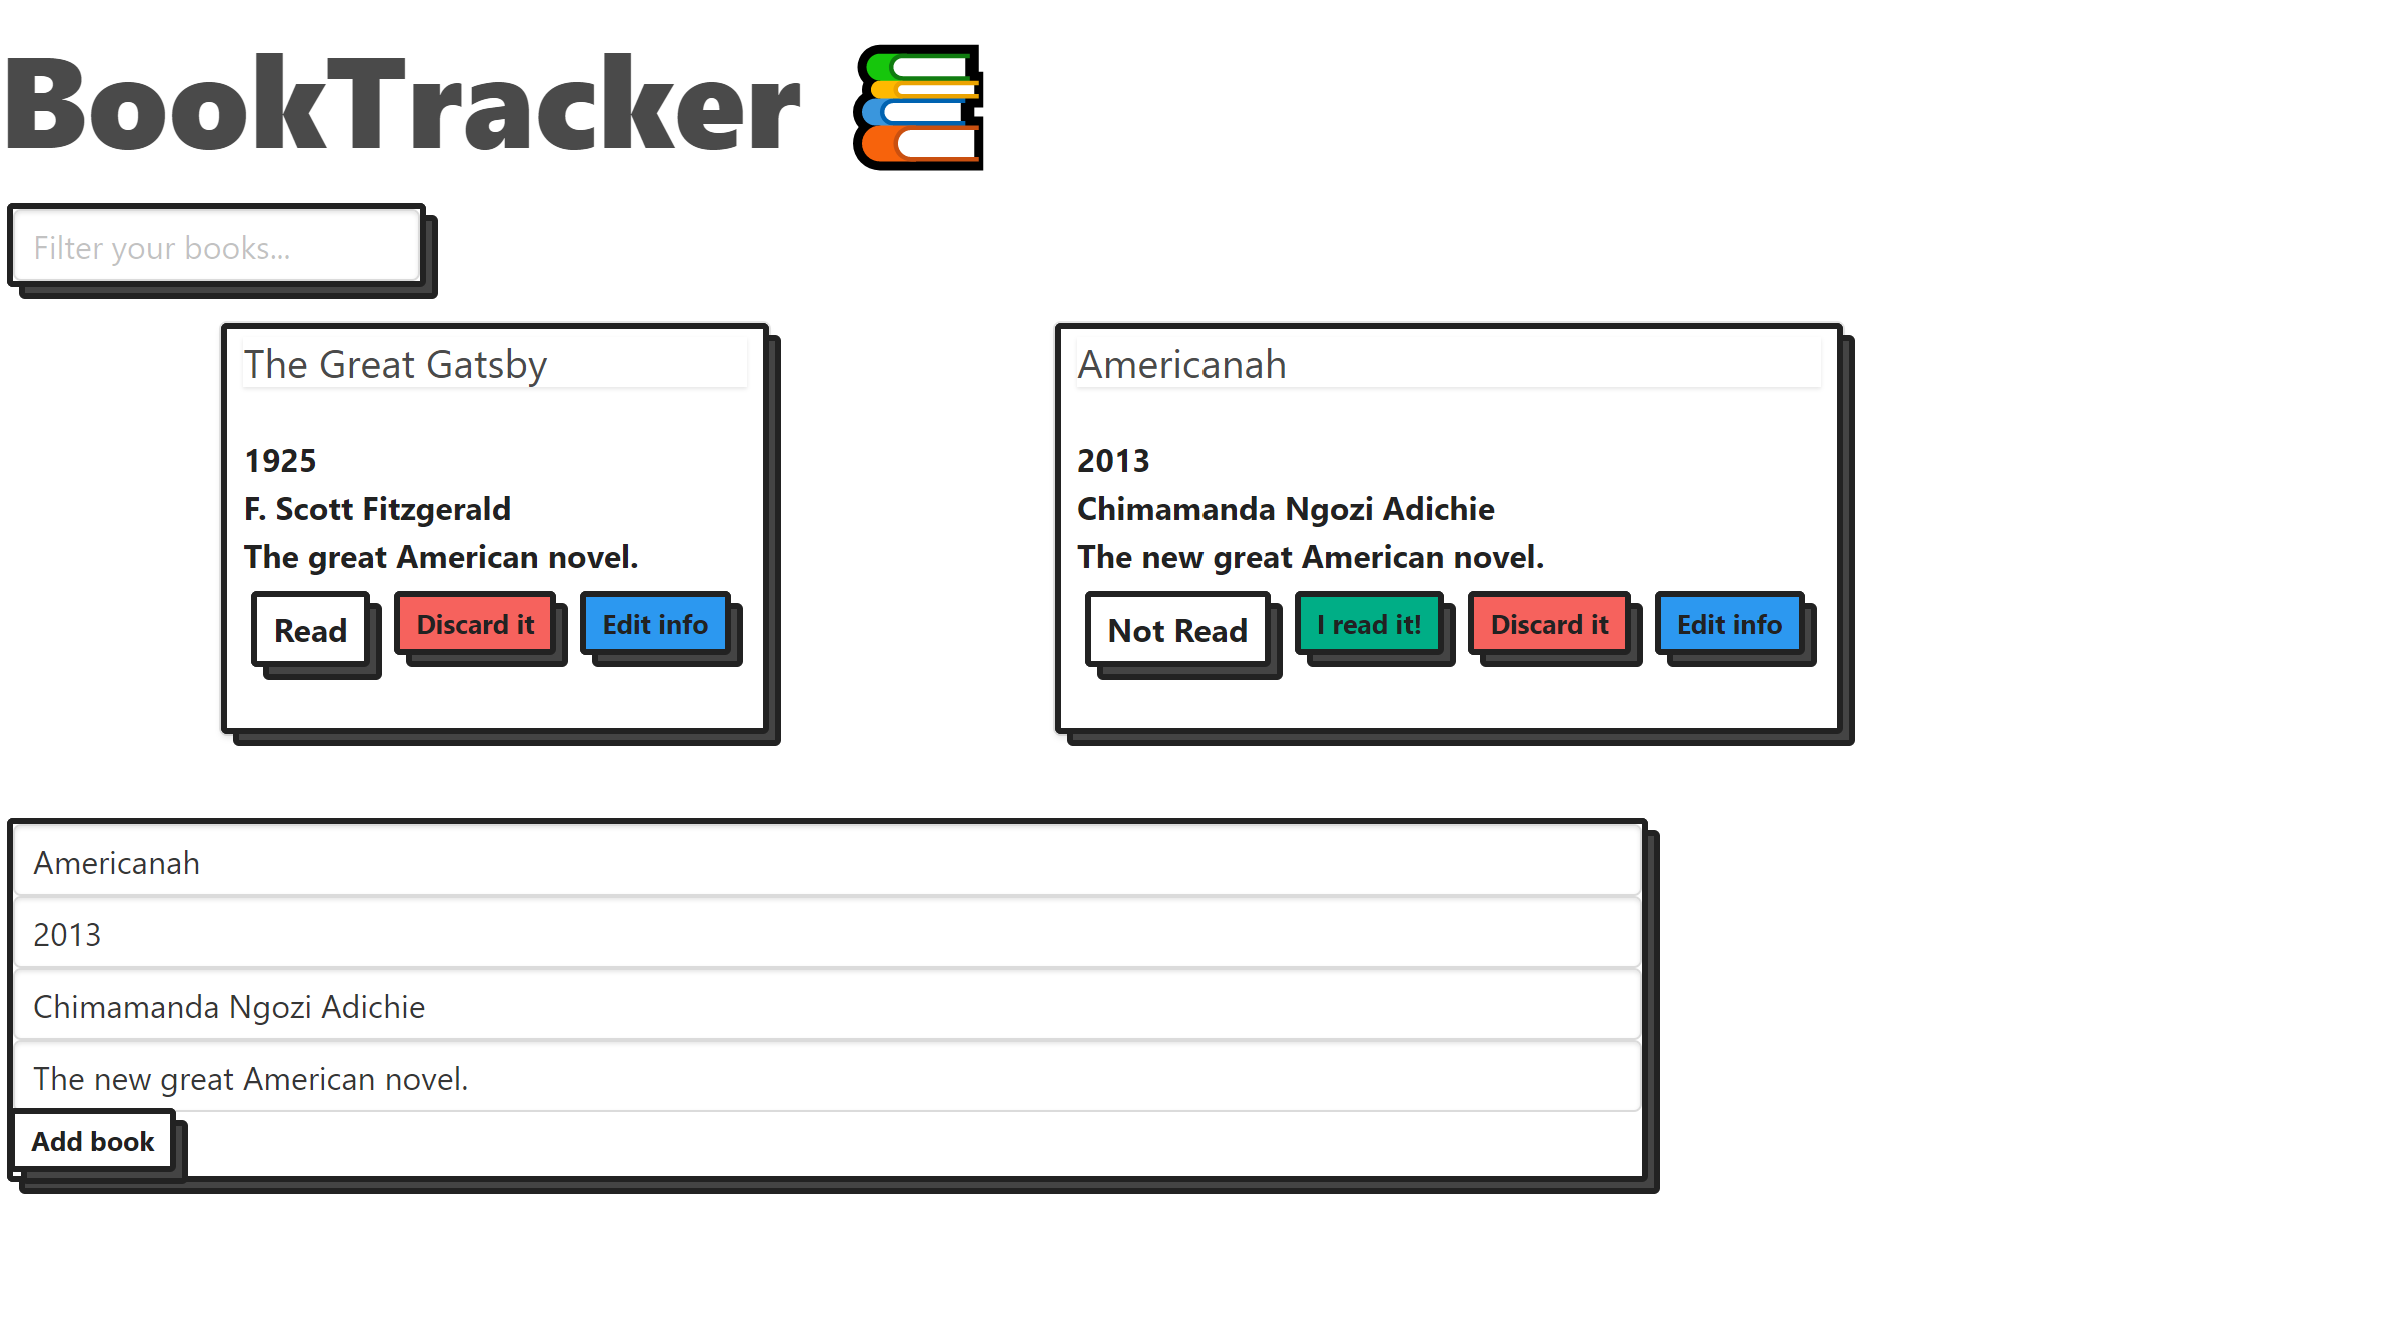 BookTracker
Filter your books...
The Great Gatsby
1925
F. Scott Fitzgerald
The great American novel.
Read
Discard it
Edit info
Americanah
2013
Chimamanda Ngozi Adichie
The new great American novel.
Not Read
I read it!
Discard it
Edit info
Americanah
2013
Chimamanda Ngozi Adichie
The new great American novel.
Add book